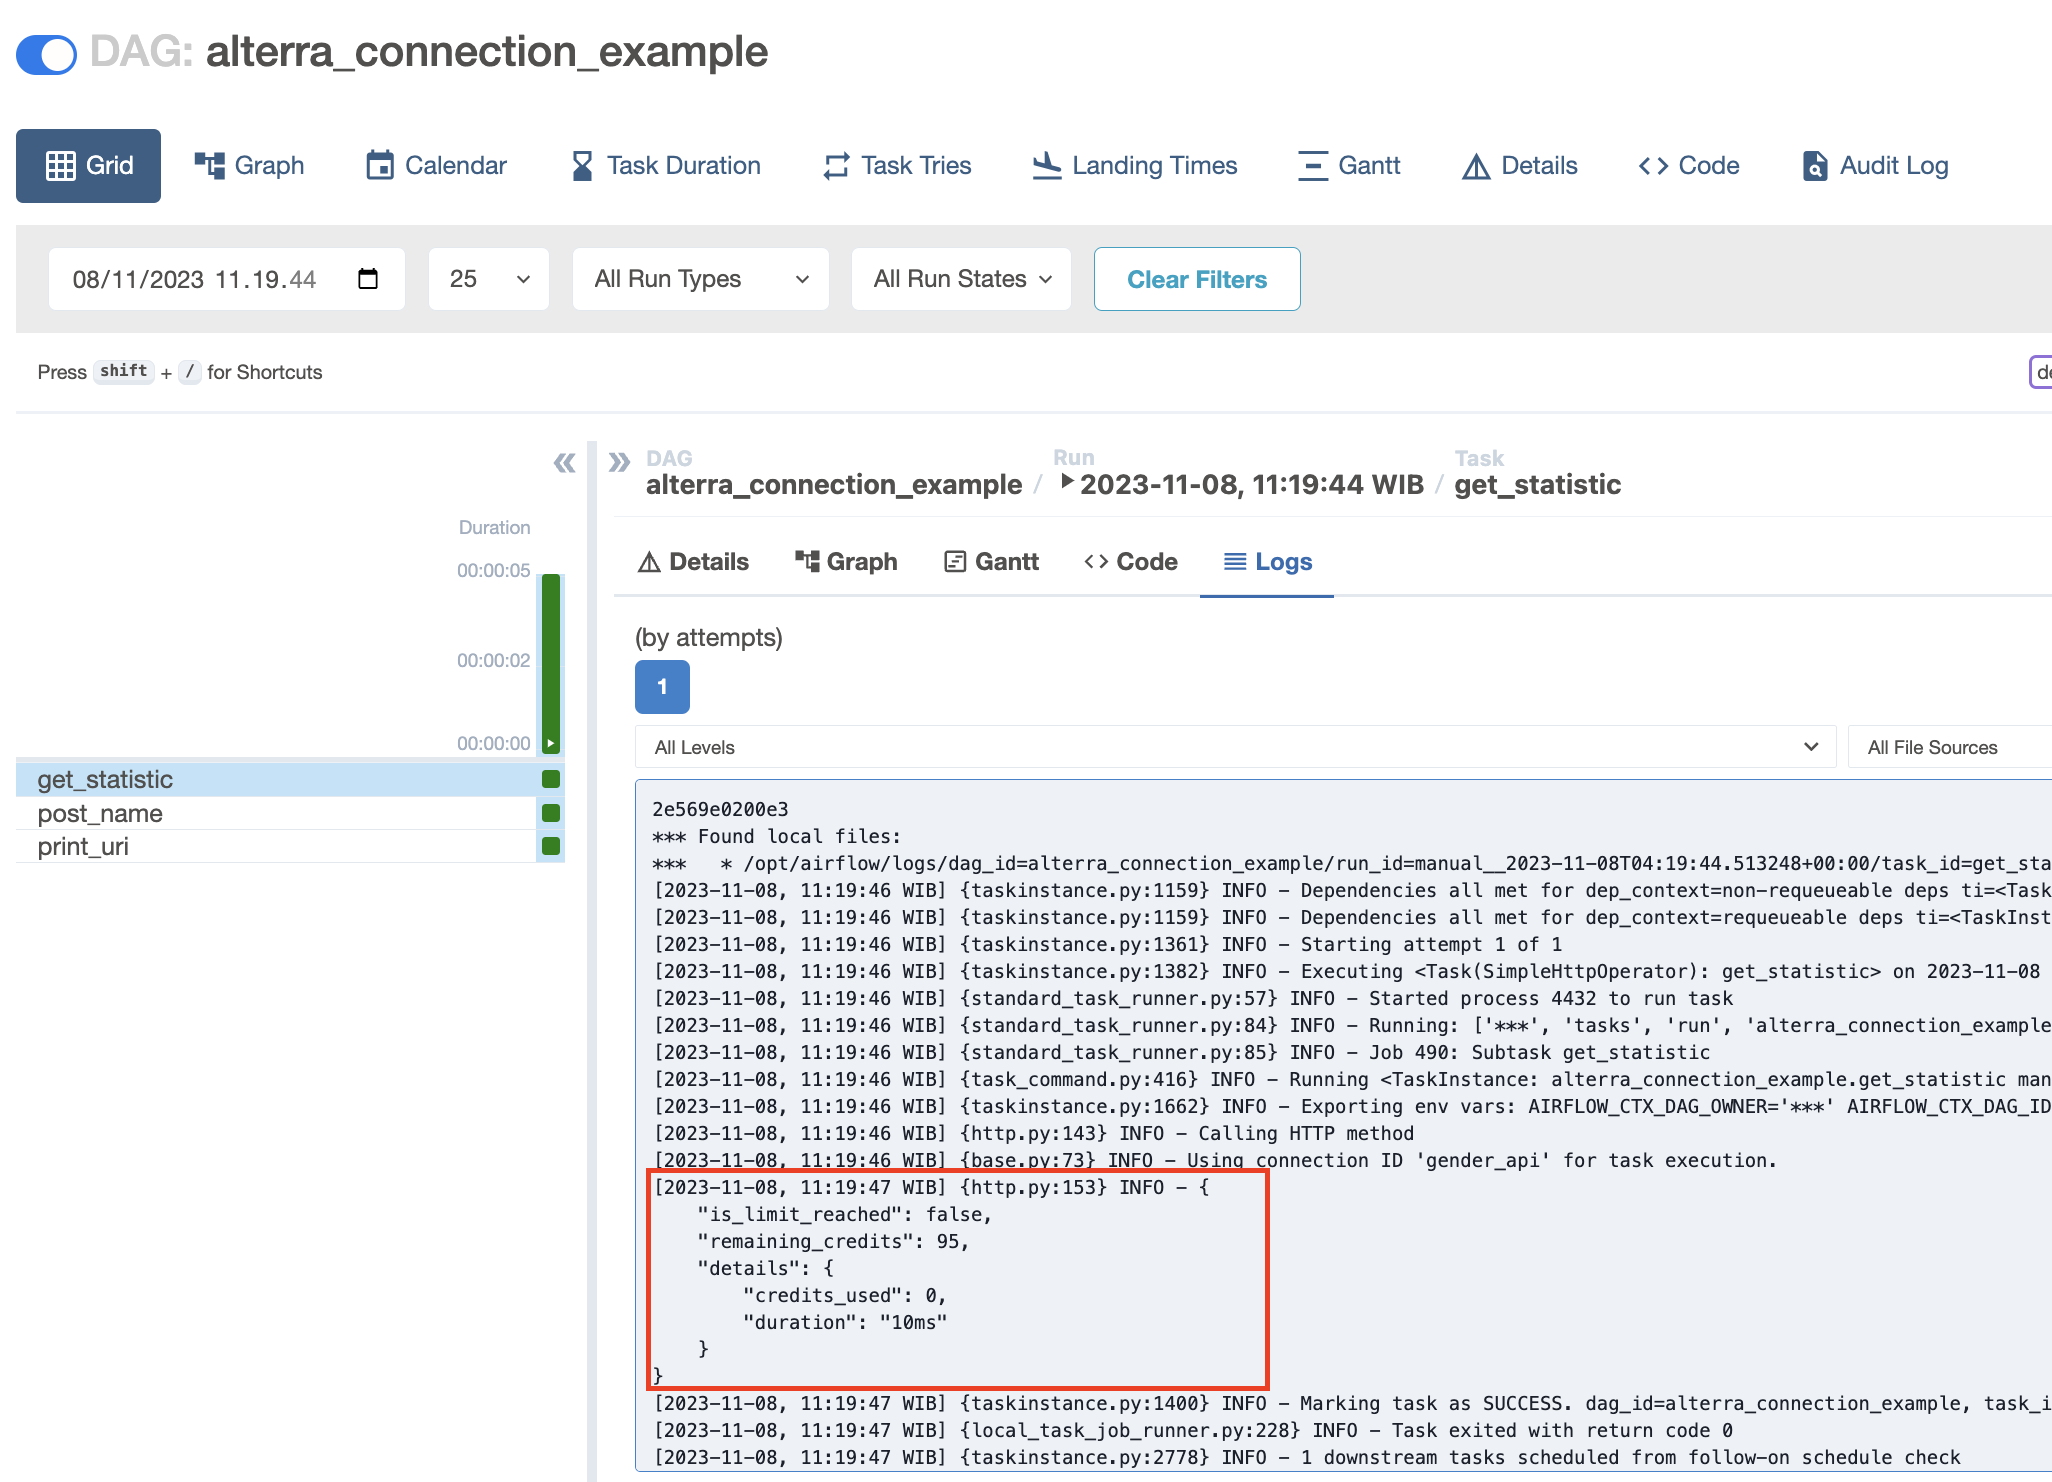 DAG: alterra_connection_example
Grid Graph Calendar Task Duration Task Tries Landing Times Gantt Details Code Audit Log
08/11/2023 11.19.44 25 All Run Types All Run States Clear Filters
Press shift + / for Shortcuts
DAG Run Task
alterra_connection_example / 2023-11-08, 11:19:44 WIB / get_statistic
Duration
00:00:05
00:00:02
00:00:00
get_statistic
post_name
print_uri
Details Graph Gantt <> Code Logs
(by attempts)
1
All Levels All File Sources
2e569e0200e3
*** Found local files:
***   * /opt/airflow/logs/dag_id=alterra_connection_example/run_id=manual__2023-11-08T04:19:44.513248+00:00/task_id=get_sta
[2023-11-08, 11:19:46 WIB] {taskinstance.py:1159} INFO - Dependencies all met for dep_context=non-requeueable deps ti=<Task
[2023-11-08, 11:19:46 WIB] {taskinstance.py:1159} INFO - Dependencies all met for dep_context=requeueable deps ti=<TaskInst
[2023-11-08, 11:19:46 WIB] {taskinstance.py:1361} INFO - Starting attempt 1 of 1
[2023-11-08, 11:19:46 WIB] {taskinstance.py:1382} INFO - Executing <Task(SimpleHttpOperator): get_statistic> on 2023-11-08
[2023-11-08, 11:19:46 WIB] {standard_task_runner.py:57} INFO - Started process 4432 to run task
[2023-11-08, 11:19:46 WIB] {standard_task_runner.py:84} INFO - Running: ['***', 'tasks', 'run', 'alterra_connection_example
[2023-11-08, 11:19:46 WIB] {standard_task_runner.py:85} INFO - Job 490: Subtask get_statistic
[2023-11-08, 11:19:46 WIB] {task_command.py:416} INFO - Running <TaskInstance: alterra_connection_example.get_statistic man
[2023-11-08, 11:19:46 WIB] {taskinstance.py:1662} INFO - Exporting env vars: AIRFLOW_CTX_DAG_OWNER='***' AIRFLOW_CTX_DAG_ID
[2023-11-08, 11:19:46 WIB] {http.py:143} INFO - Calling HTTP method
[2023-11-08, 11:19:46 WIB] {base.py:73} INFO - Using connection ID 'gender_api' for task execution.
[2023-11-08, 11:19:47 WIB] {http.py:153} INFO - {
    "is_limit_reached": false,
    "remaining_credits": 95,
    "details": {
        "credits_used": 0,
        "duration": "10ms"
    }
}
[2023-11-08, 11:19:47 WIB] {taskinstance.py:1400} INFO - Marking task as SUCCESS. dag_id=alterra_connection_example, task_i
[2023-11-08, 11:19:47 WIB] {local_task_job_runner.py:228} INFO - Task exited with return code 0
[2023-11-08, 11:19:47 WIB] {taskinstance.py:2778} INFO - 1 downstream tasks scheduled from follow-on schedule check